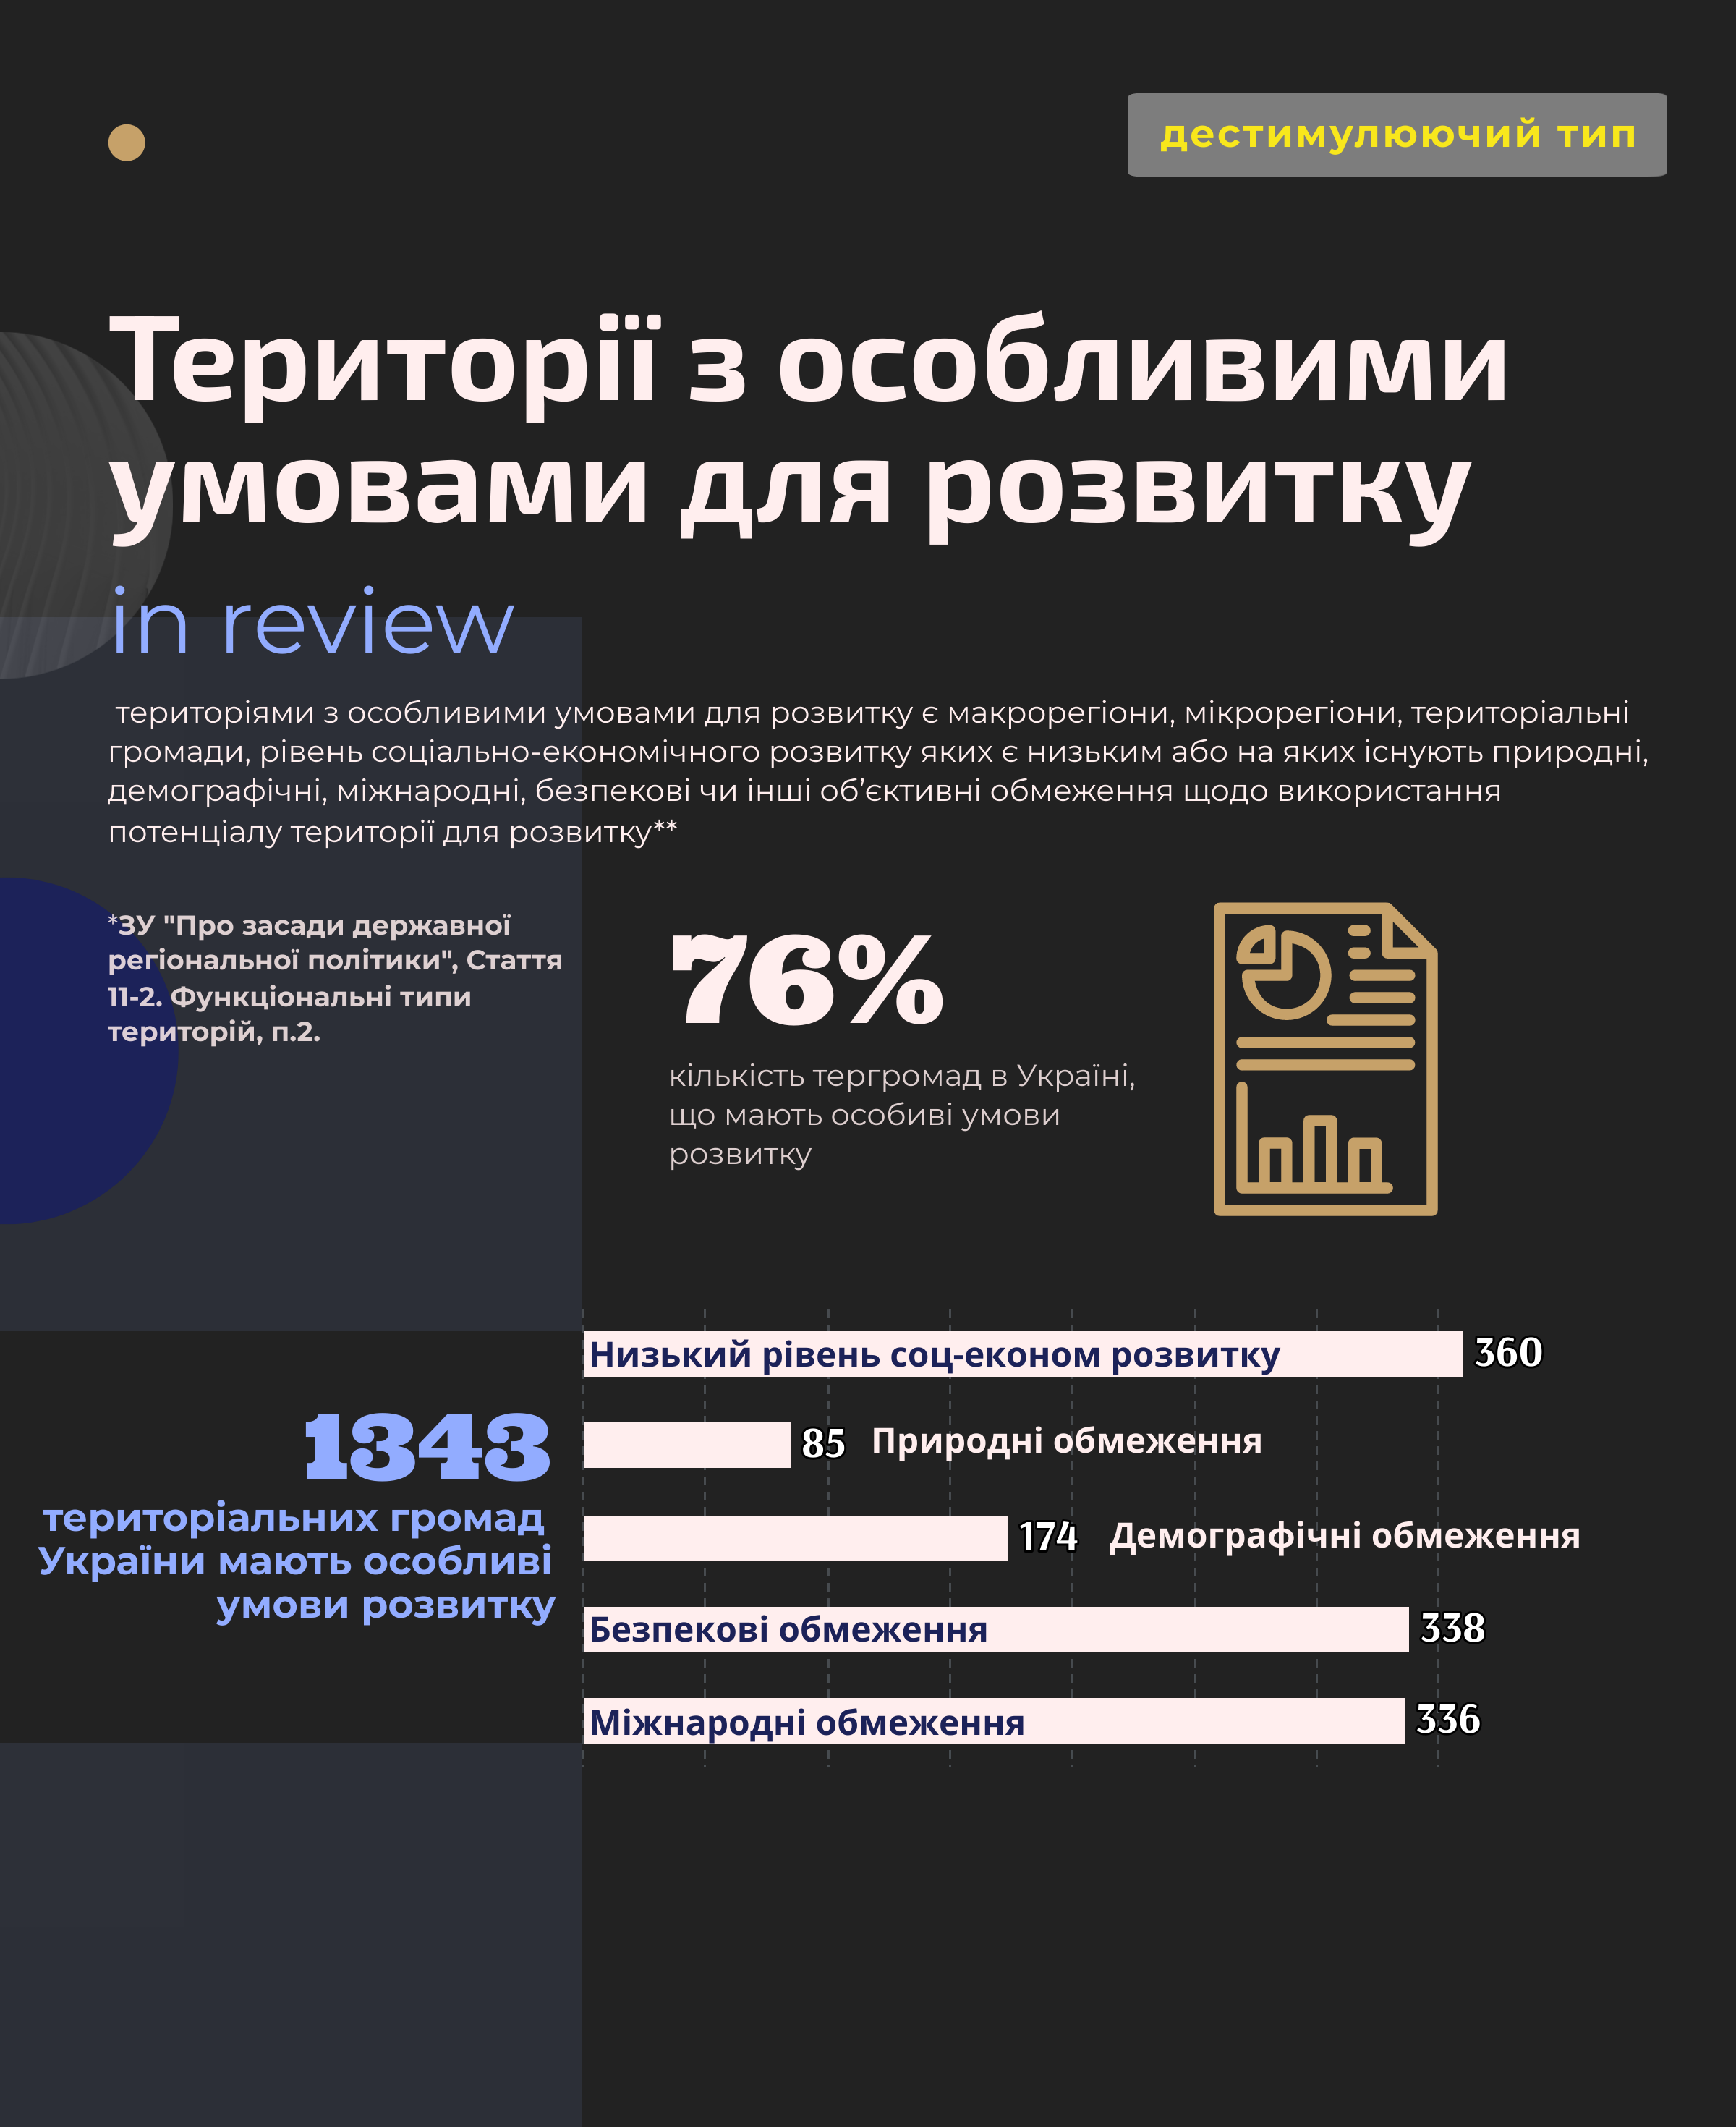 дестимулюючий тип
Території з особливими
умовами для розвитку
in review
територіями з особливими умовами для розвитку є макрорегіони, мікрорегіони, територіальні
громади, рівень соціально-економічного розвитку яких є низьким або на яких існують природні,
демографічні, міжнародні, безпекові чи інші об’єктивні обмеження щодо використання
потенціалу території для розвитку**
*ЗУ "Про засади державної
регіональної політики", Стаття
11-2. Функціональні типи
територій, п.2.
76%
кількість тергромад в Україні,
що мають особиві умови
розвитку
1343
територіальних громад
України мають особливі
умови розвитку
Низький рівень соц-економ розвитку 360
85 Природні обмеження
174 Демографічні обмеження
Безпекові обмеження 338
Міжнародні обмеження 336